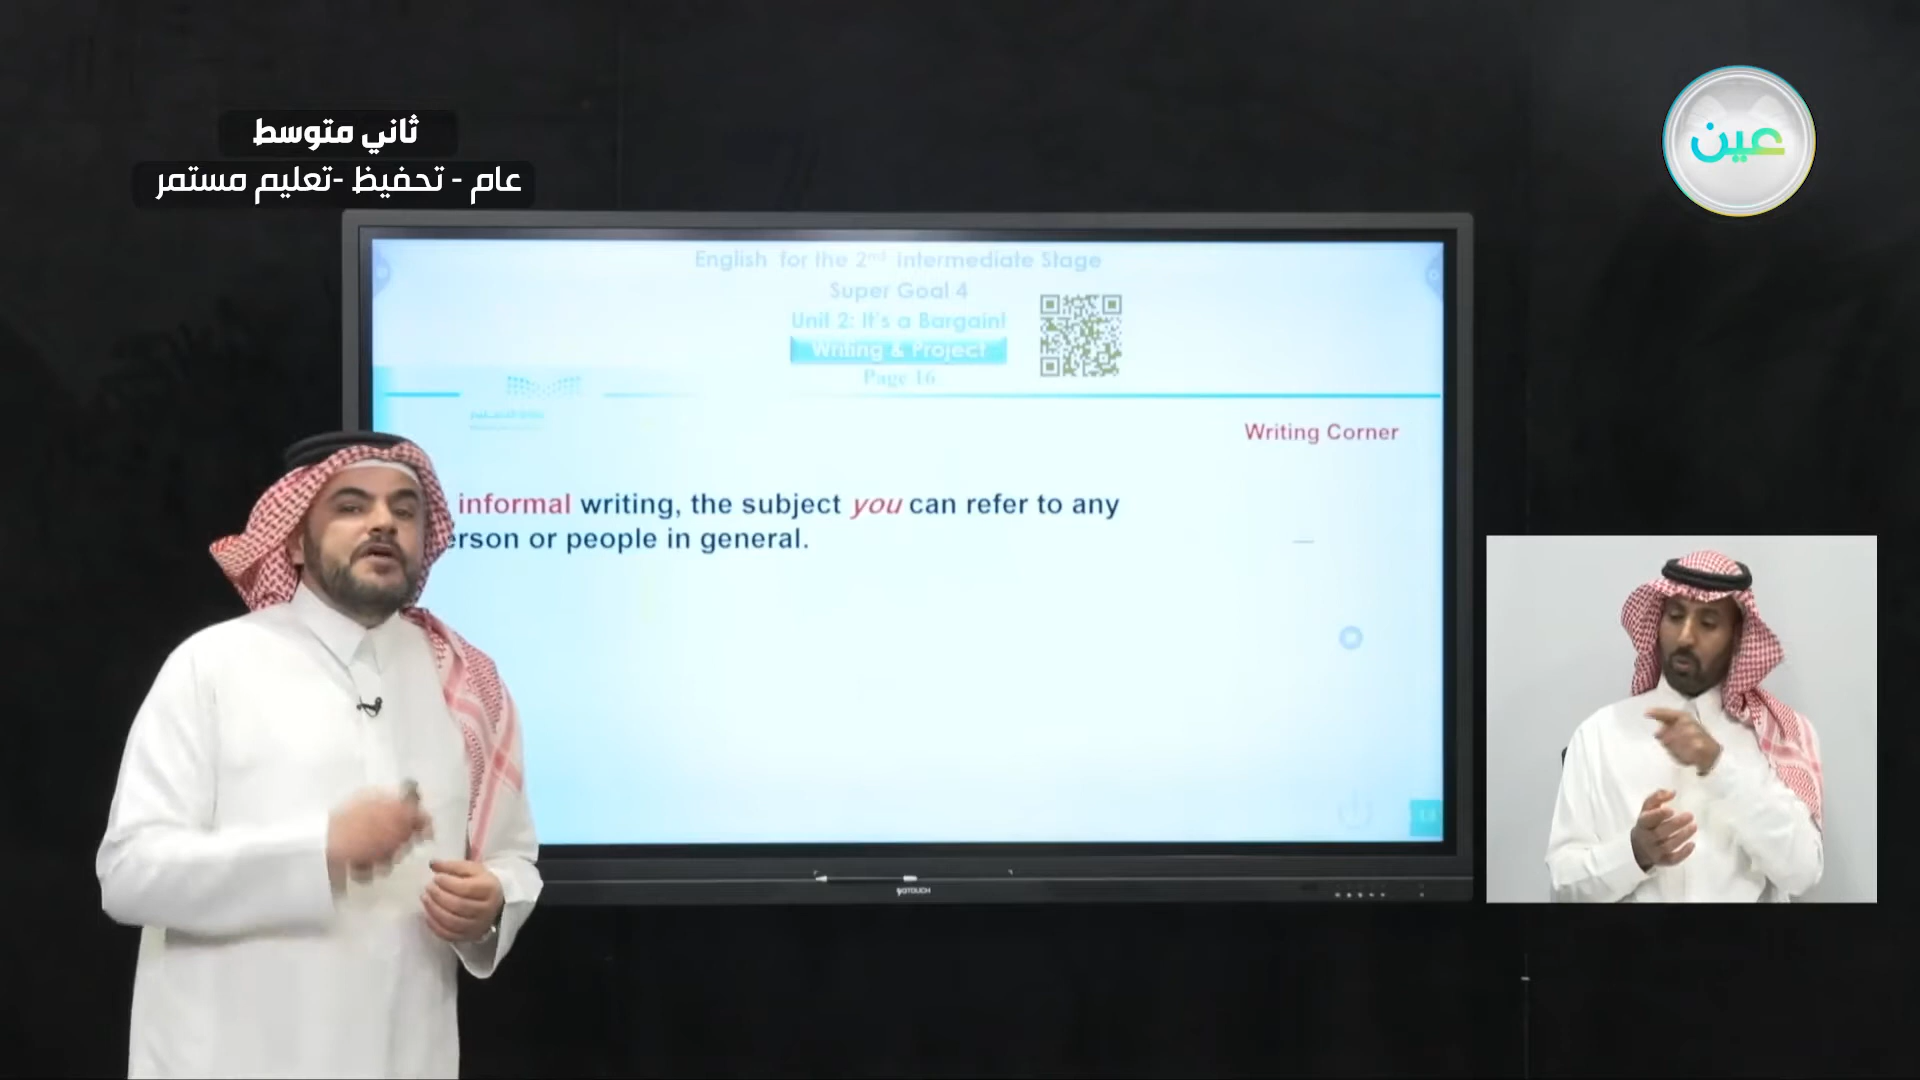 ثاني متوسط
عام - تحفيظ -تعليم مستمر
عين
English for the 2nd intermediate Stage
Super Goal 4
Unit 2: It's a Bargain!
Writing & Project
Page 16
Writing Corner
informal writing, the subject you can refer to any
erson or people in general.